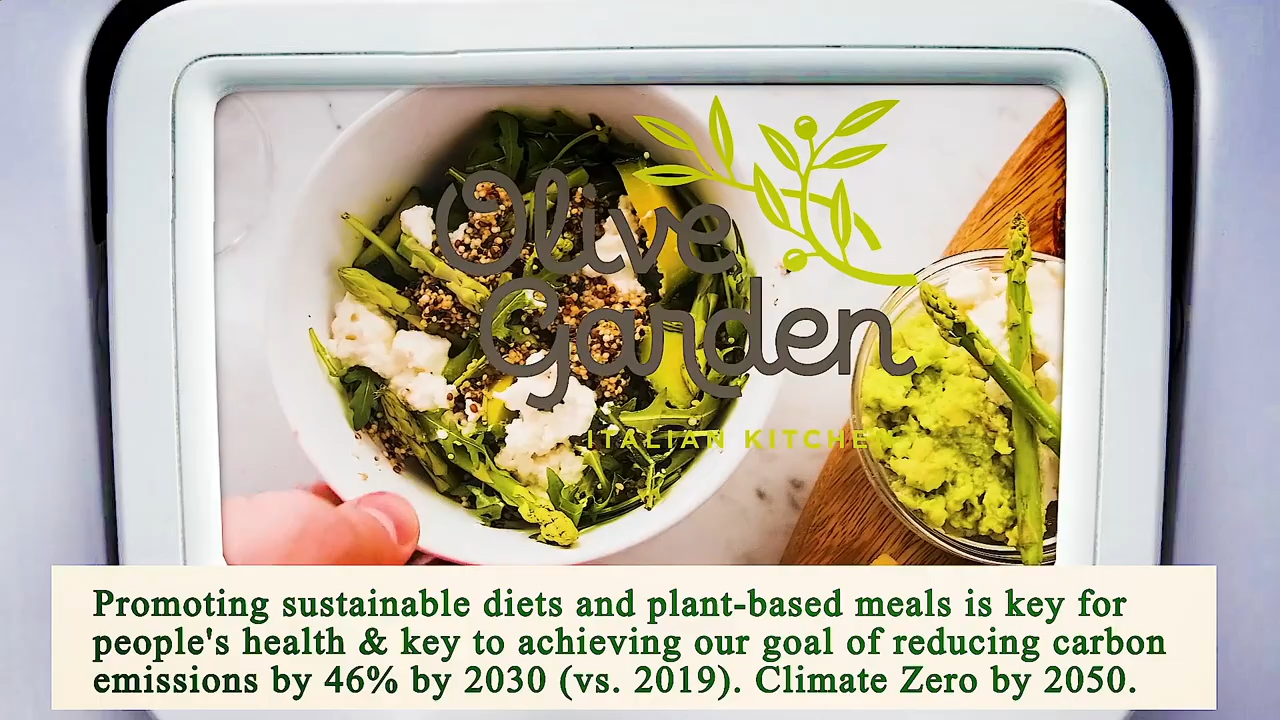 Olive
Garden
ITALIAN KITCHEN
Promoting sustainable diets and plant-based meals is key for
people's health & key to achieving our goal of reducing carbon
emissions by 46% by 2030 (vs. 2019). Climate Zero by 2050.